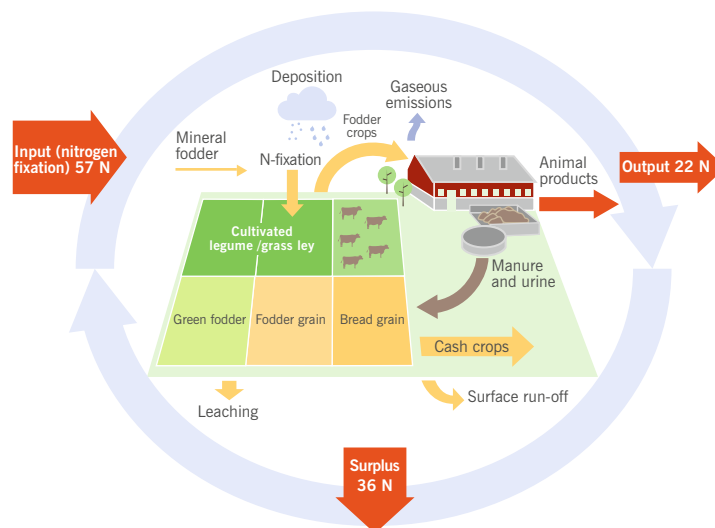 Deposition
Gaseous
emissions
Mineral
fodder
Fodder
crops
Input (nitrogen
fixation) 57 N
N-fixation
Animal
products
Output 22 N
Cultivated
legume /grass ley
Manure
and urine
Green fodder
Fodder grain
Bread grain
Cash crops
Leaching
Surface run-off
Surplus
36 N